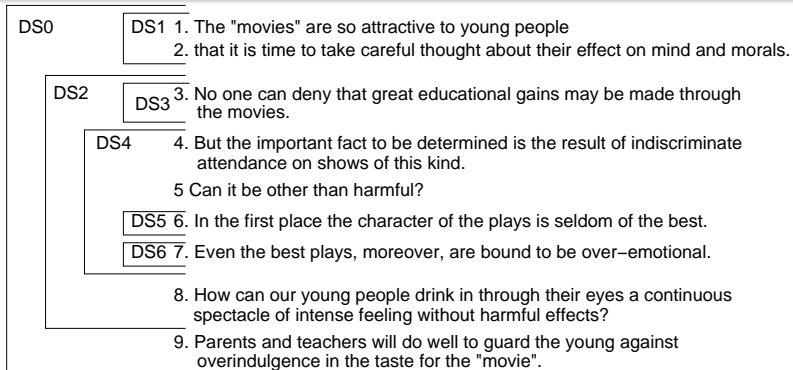 DS0 DS1 1. The "movies" are so attractive to young people
2. that it is time to take careful thought about their effect on mind and morals.
DS2 DS3 3. No one can deny that great educational gains may be made through
the movies.
DS4 4. But the important fact to be determined is the result of indiscriminate
attendance on shows of this kind.
5 Can it be other than harmful?
DS5 6. In the first place the character of the plays is seldom of the best.
DS6 7. Even the best plays, moreover, are bound to be over−emotional.
8. How can our young people drink in through their eyes a continuous
spectacle of intense feeling without harmful effects?
9. Parents and teachers will do well to guard the young against
overindulgence in the taste for the "movie".